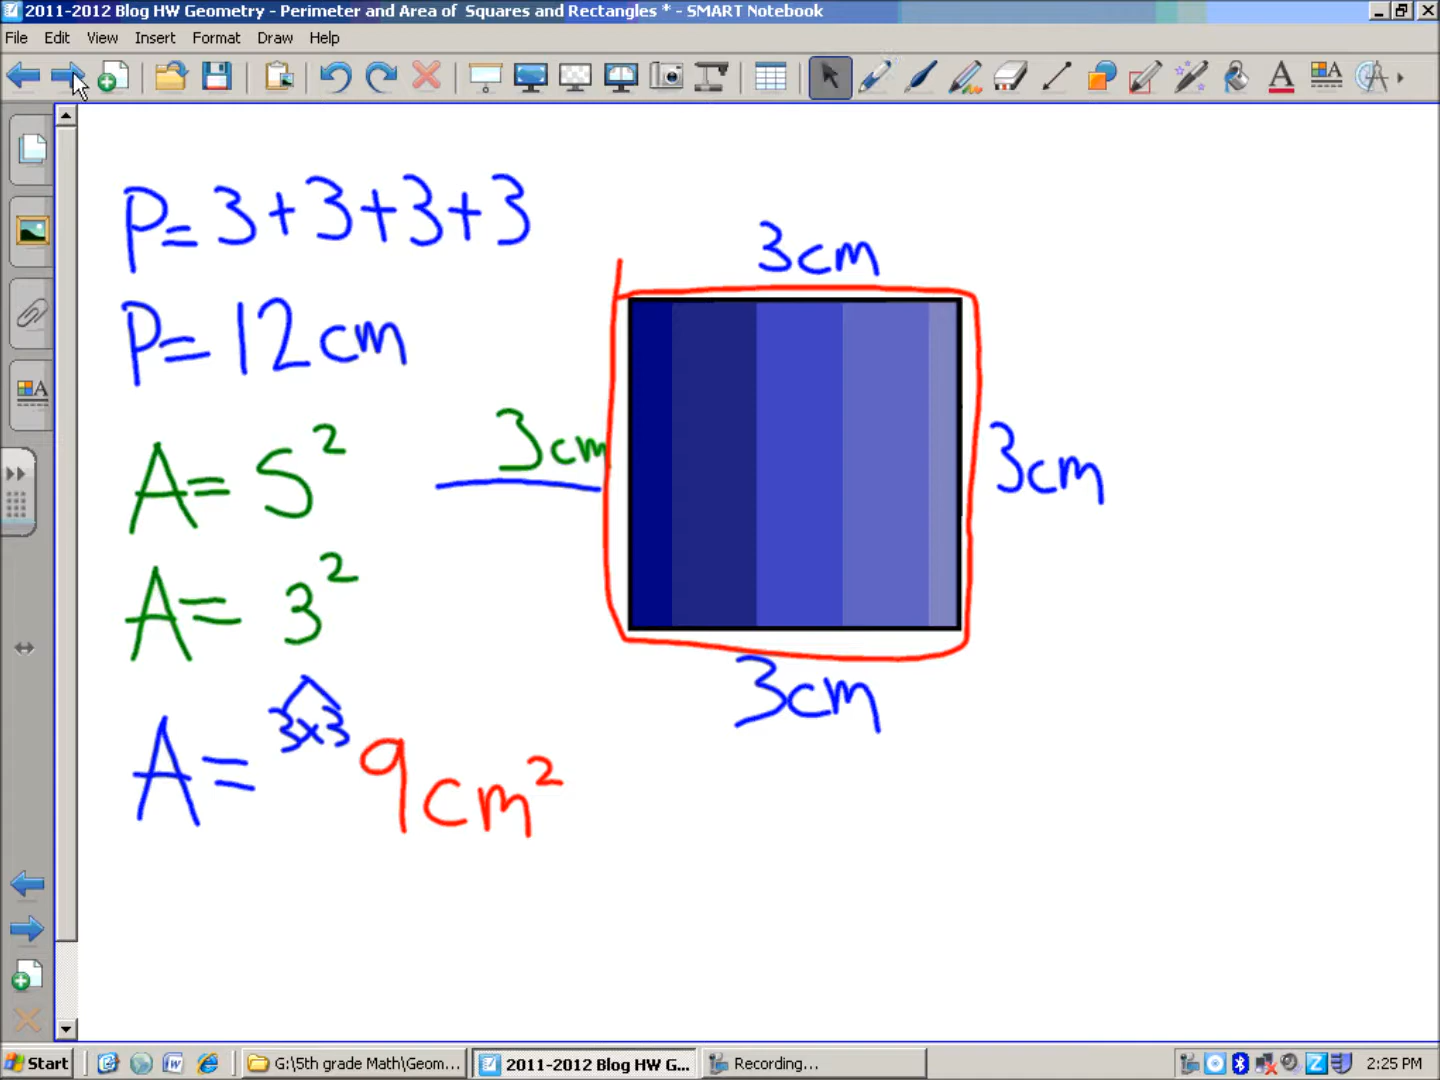 2011-2012 Blog HW Geometry - Perimeter and Area of Squares and Rectangles * - SMART Notebook
File Edit View Insert Format Draw Help
P= 3+3+3+3
3cm
P= 12cm
A= S²
3cm
3cm
A= 3²
3x3
3cm
A= 9cm²
Start
G:\5th grade Math\Geom...
2011-2012 Blog HW G...
Recording...
2:25 PM